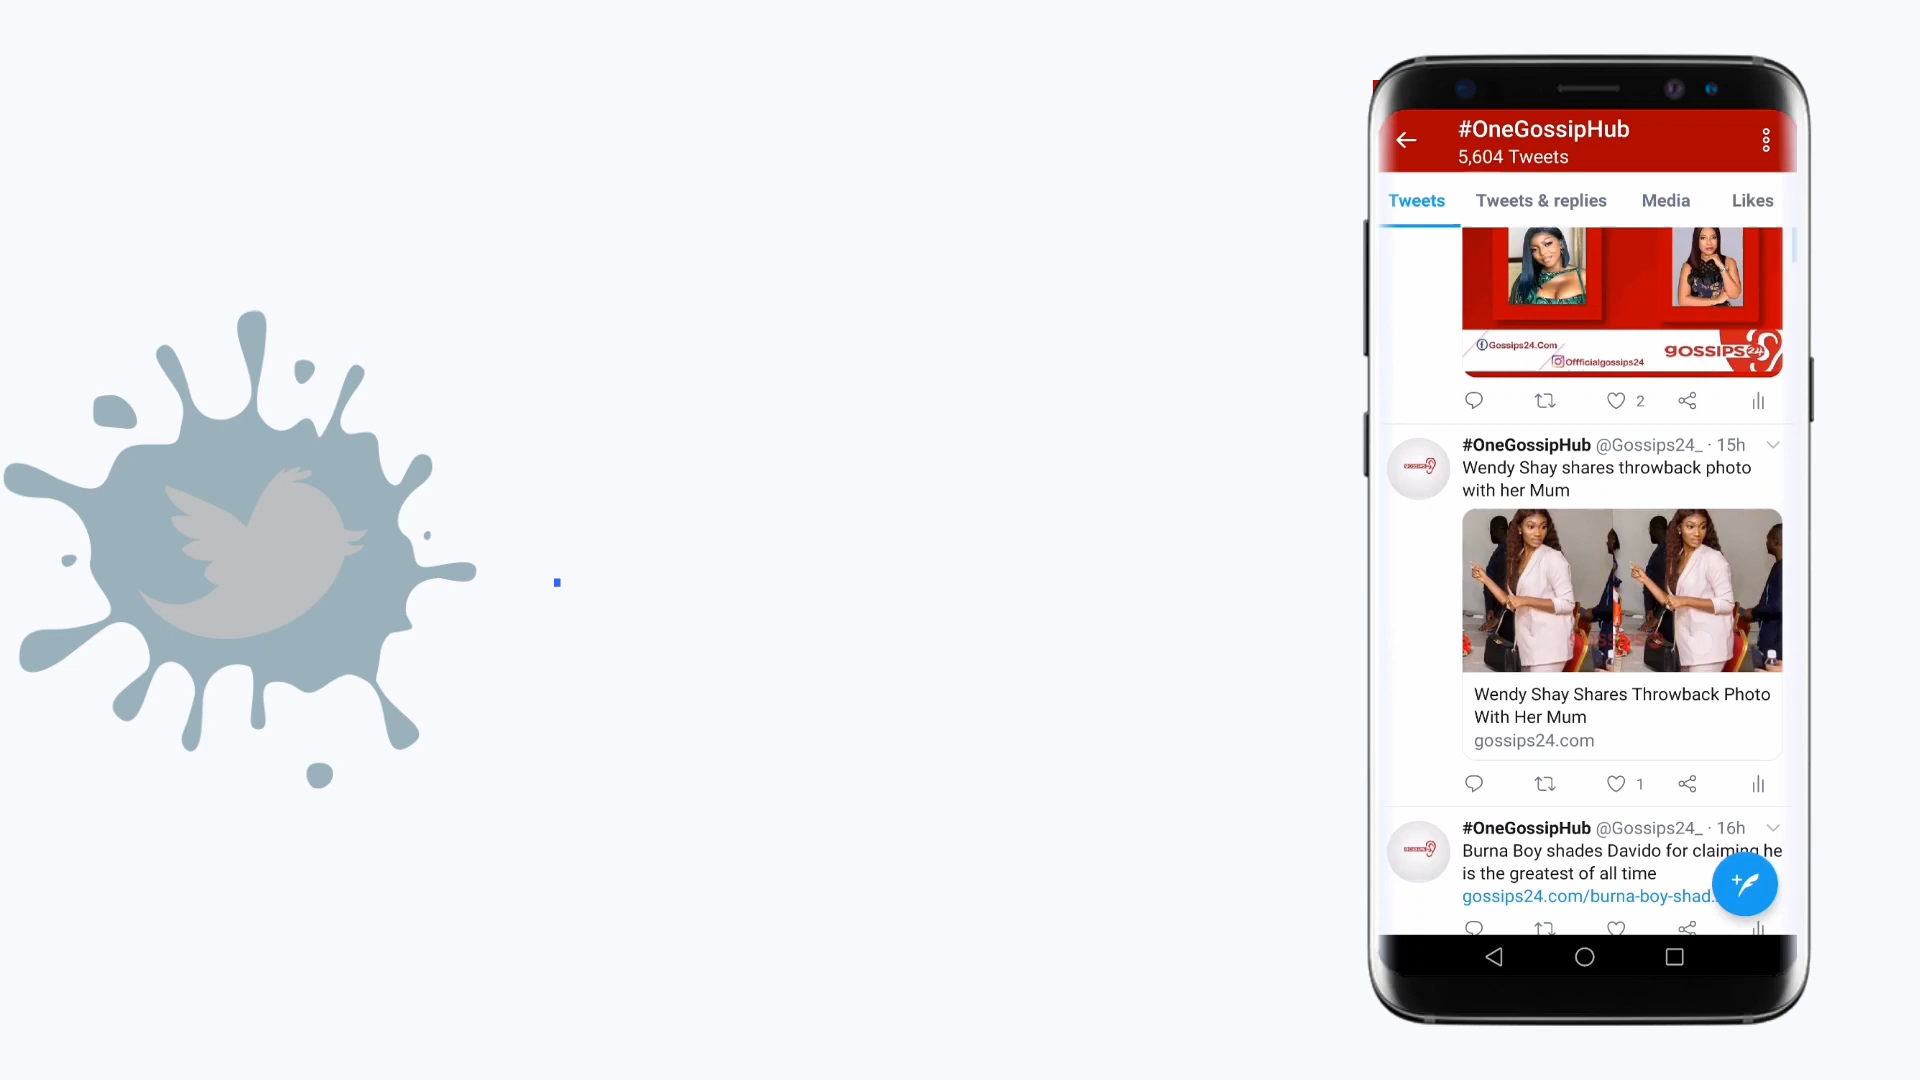 #OneGossipHub
5,604 Tweets
Tweets
Tweets & replies
Media
Likes
Gossips24.Com
Offficialgossips24
gossips24
2
#OneGossipHub @Gossips24_ · 15h
Wendy Shay shares throwback photo
with her Mum
Wendy Shay Shares Throwback Photo
With Her Mum
gossips24.com
1
#OneGossipHub @Gossips24_ · 16h
Burna Boy shades Davido for claiming he
is the greatest of all time
gossips24.com/burna-boy-shad..